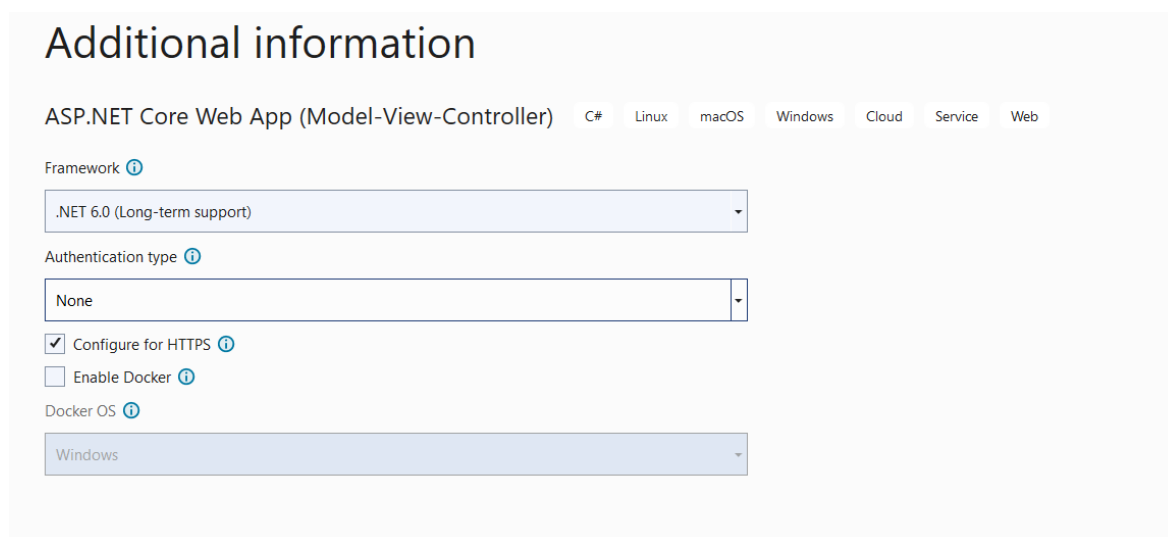 Additional information
ASP.NET Core Web App (Model-View-Controller) C# Linux macOS Windows Cloud Service Web
Framework
.NET 6.0 (Long-term support)
Authentication type
None
Configure for HTTPS
Enable Docker
Docker OS
Windows